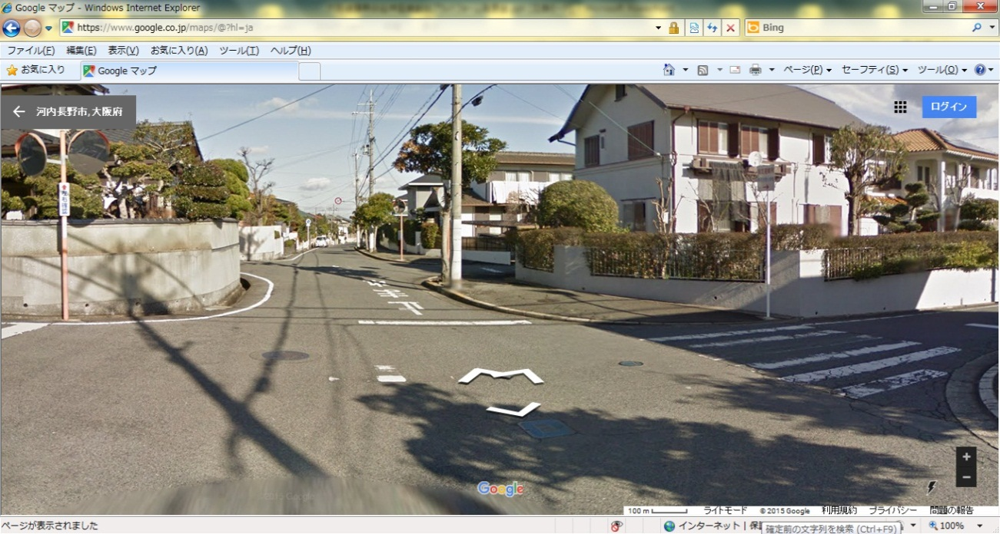 Google マップ - Windows Internet Explorer
https://www.google.co.jp/maps/@?hl=ja
Bing
ファイル(F) 編集(E) 表示(V) お気に入り(A) ツール(T) ヘルプ(H)
お気に入り
Google マップ
ページ(P) セーフティ(S) ツール(O)
河内長野市,大阪府
ログイン
Google
100 m ライトモード ©2015 Google 利用規約 プライバシー 問題の報告
ページが表示されました
インターネット | 保
確定前の文字列を検索 (Ctrl+F)
100%